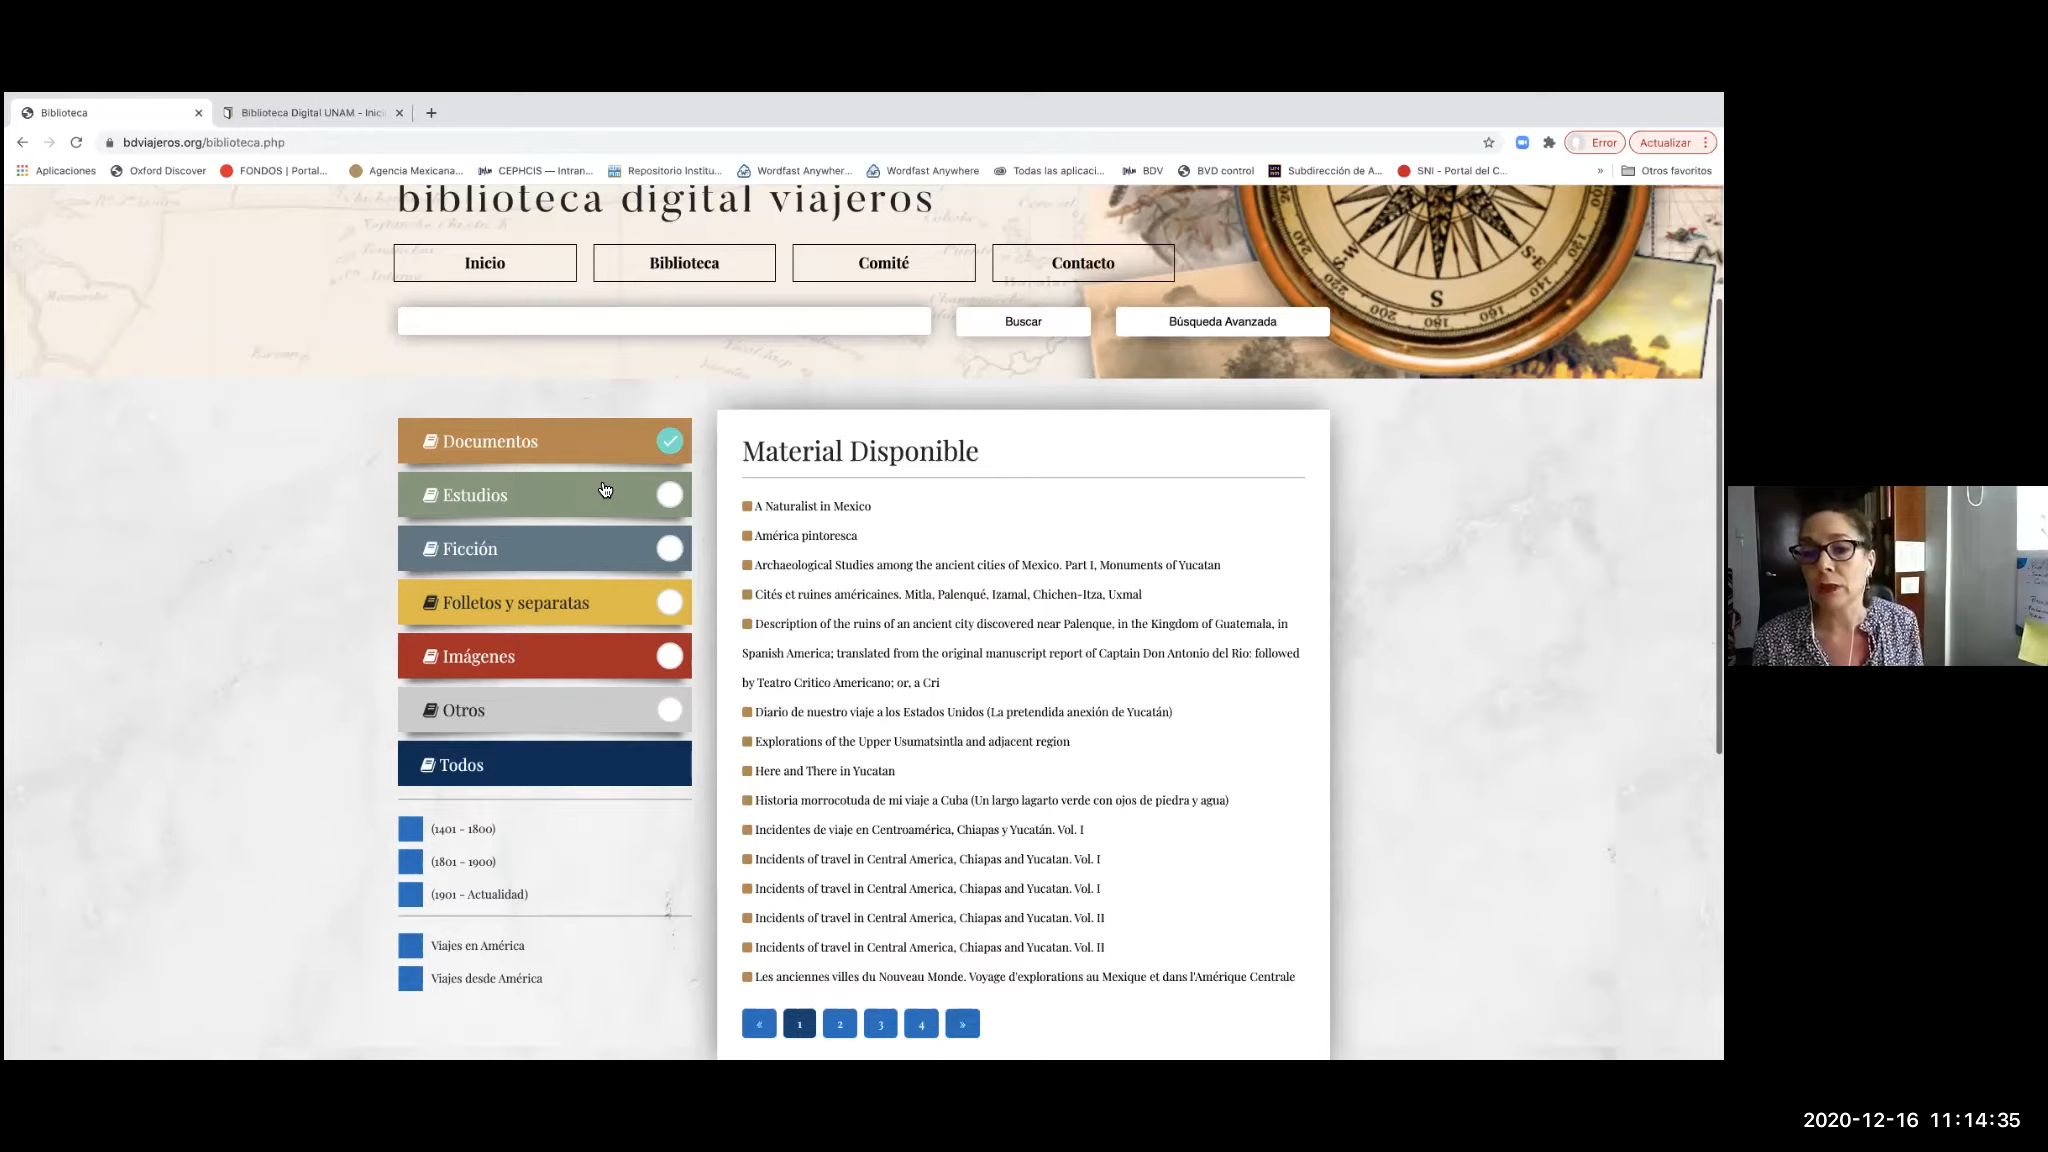 Biblioteca
Biblioteca Digital UNAM - Inici
bdviajeros.org/biblioteca.php
Error
Actualizar
Aplicaciones
Oxford Discover
FONDOS | Portal...
Agencia Mexicana...
CEPHCIS — Intran...
Repositorio Institu...
Wordfast Anywher...
Wordfast Anywhere
Todas las aplicaci...
BDV
BVD control
Subdirección de A...
SNI - Portal del C...
»
Otros favoritos
biblioteca digital viajeros
Inicio
Biblioteca
Comité
Contacto
Buscar
Búsqueda Avanzada
S
S-W
S-E
240
220
200
180
160
140
120
Documentos
Estudios
Ficción
Folletos y separatas
Imágenes
Otros
Todos
(1401 - 1800)
(1801 - 1900)
(1901 - Actualidad)
Viajes en América
Viajes desde América
Material Disponible
A Naturalist in Mexico
América pintoresca
Archaeological Studies among the ancient cities of Mexico. Part I, Monuments of Yucatan
Cités et ruines américaines. Mitla, Palenqué, Izamal, Chichen-Itza, Uxmal
Description of the ruins of an ancient city discovered near Palenque, in the Kingdom of Guatemala, in
Spanish America; translated from the original manuscript report of Captain Don Antonio del Rio: followed
by Teatro Critico Americano; or, a Cri
Diario de nuestro viaje a los Estados Unidos (La pretendida anexión de Yucatán)
Explorations of the Upper Usumatsintla and adjacent region
Here and There in Yucatan
Historia morrocotuda de mi viaje a Cuba (Un largo lagarto verde con ojos de piedra y agua)
Incidentes de viaje en Centroamérica, Chiapas y Yucatán. Vol. I
Incidents of travel in Central America, Chiapas and Yucatan. Vol. I
Incidents of travel in Central America, Chiapas and Yucatan. Vol. I
Incidents of travel in Central America, Chiapas and Yucatan. Vol. II
Incidents of travel in Central America, Chiapas and Yucatan. Vol. II
Les anciennes villes du Nouveau Monde. Voyage d'explorations au Mexique et dans l'Amérique Centrale
« 1 2 3 4 »
2020-12-16 11:14:35